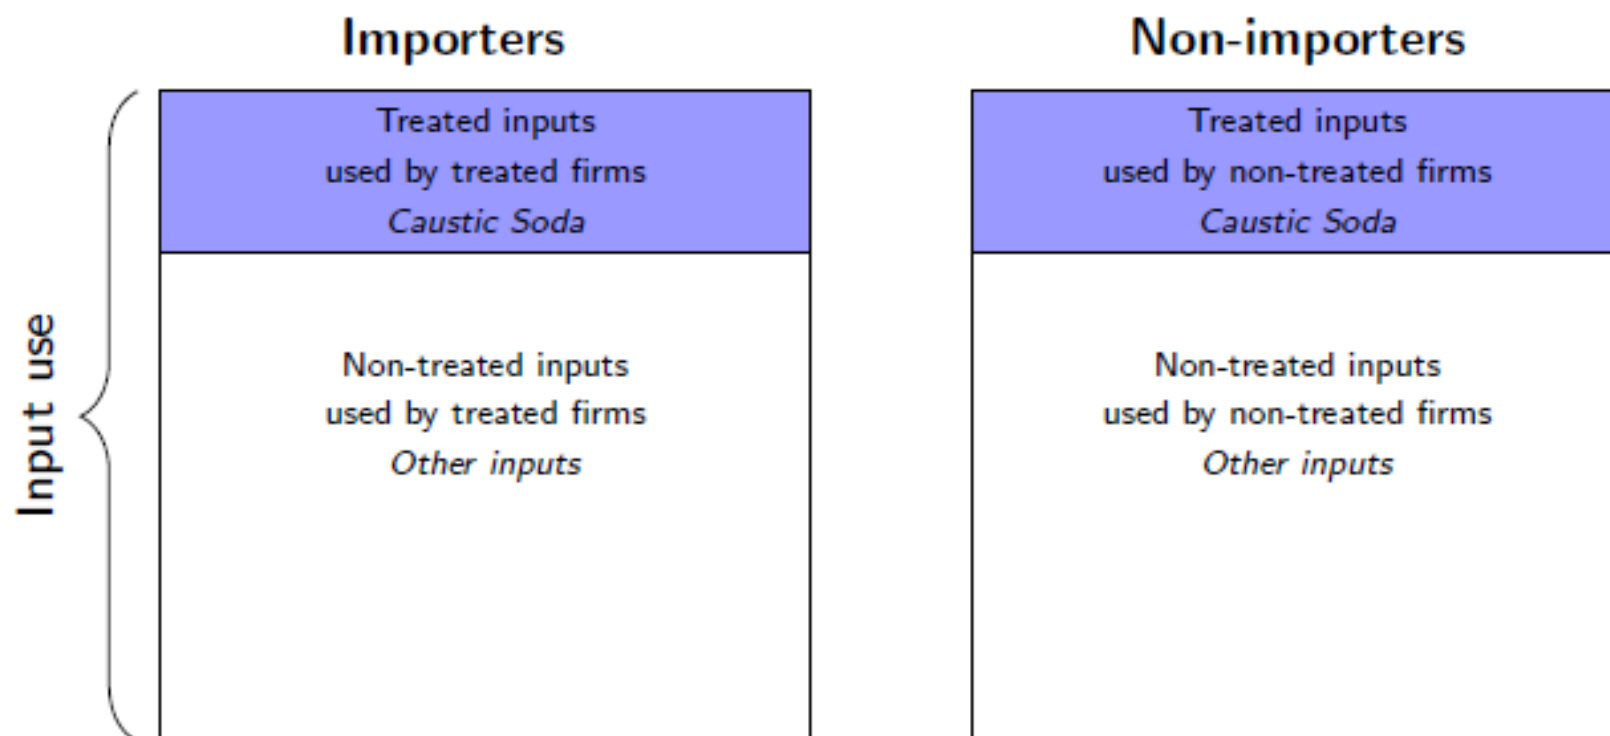 Importers
Non-importers
Input use
Treated inputs
used by treated firms
Caustic Soda
Non-treated inputs
used by treated firms
Other inputs
Treated inputs
used by non-treated firms
Caustic Soda
Non-treated inputs
used by non-treated firms
Other inputs